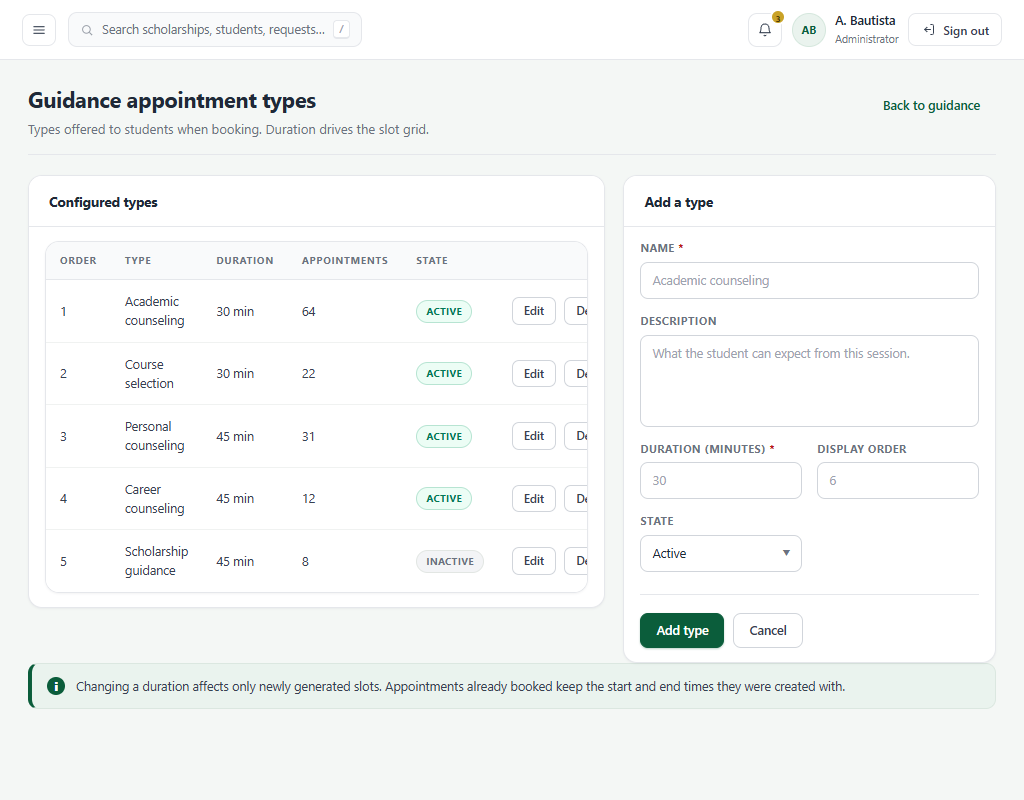 Search scholarships, students, requests... /
3
AB
A. Bautista
Administrator
Sign out
Guidance appointment types
Types offered to students when booking. Duration drives the slot grid.
Back to guidance
Configured types
ORDER TYPE DURATION APPOINTMENTS STATE
1 Academic counseling 30 min 64 ACTIVE Edit
2 Course selection 30 min 22 ACTIVE Edit
3 Personal counseling 45 min 31 ACTIVE Edit
4 Career counseling 45 min 12 ACTIVE Edit
5 Scholarship guidance 45 min 8 INACTIVE Edit
Add a type
NAME *
Academic counseling
DESCRIPTION
What the student can expect from this session.
DURATION (MINUTES) * DISPLAY ORDER
30 6
STATE
Active
Add type Cancel
Changing a duration affects only newly generated slots. Appointments already booked keep the start and end times they were created with.